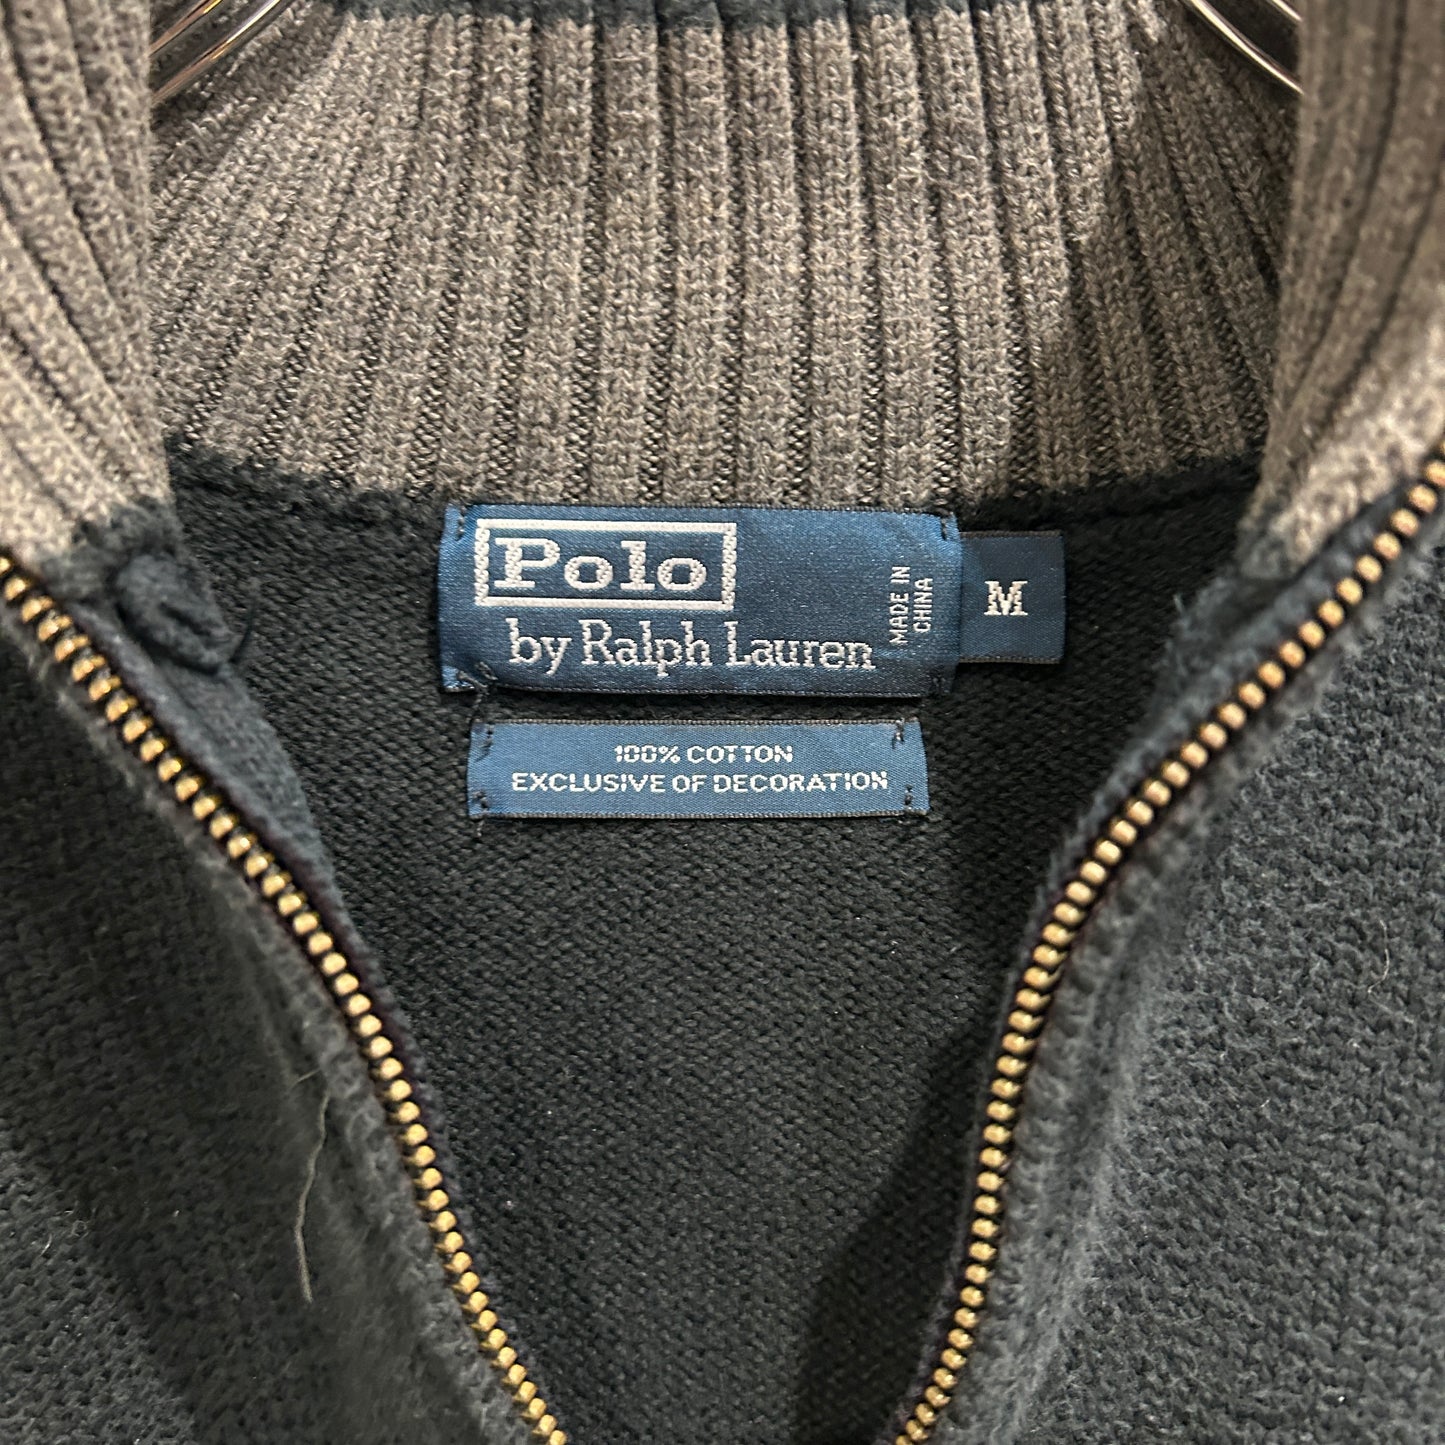 Polo
by Ralph Lauren
MADE IN
CHINA
M
100% COTTON
EXCLUSIVE OF DECORATION